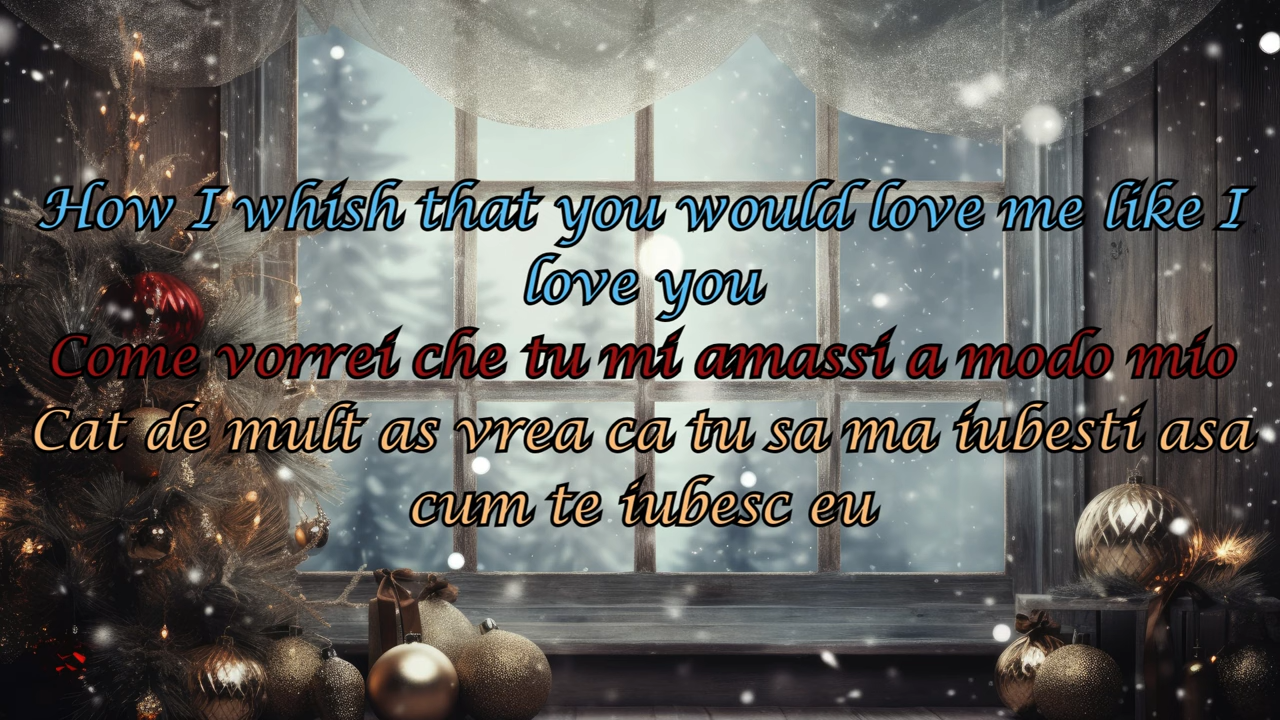 How I whish that you would love me like I
love you
Come vorrei che tu mi amassi a modo mio
Cat de mult as vrea ca tu sa ma iubesti asa
cum te iubesc eu